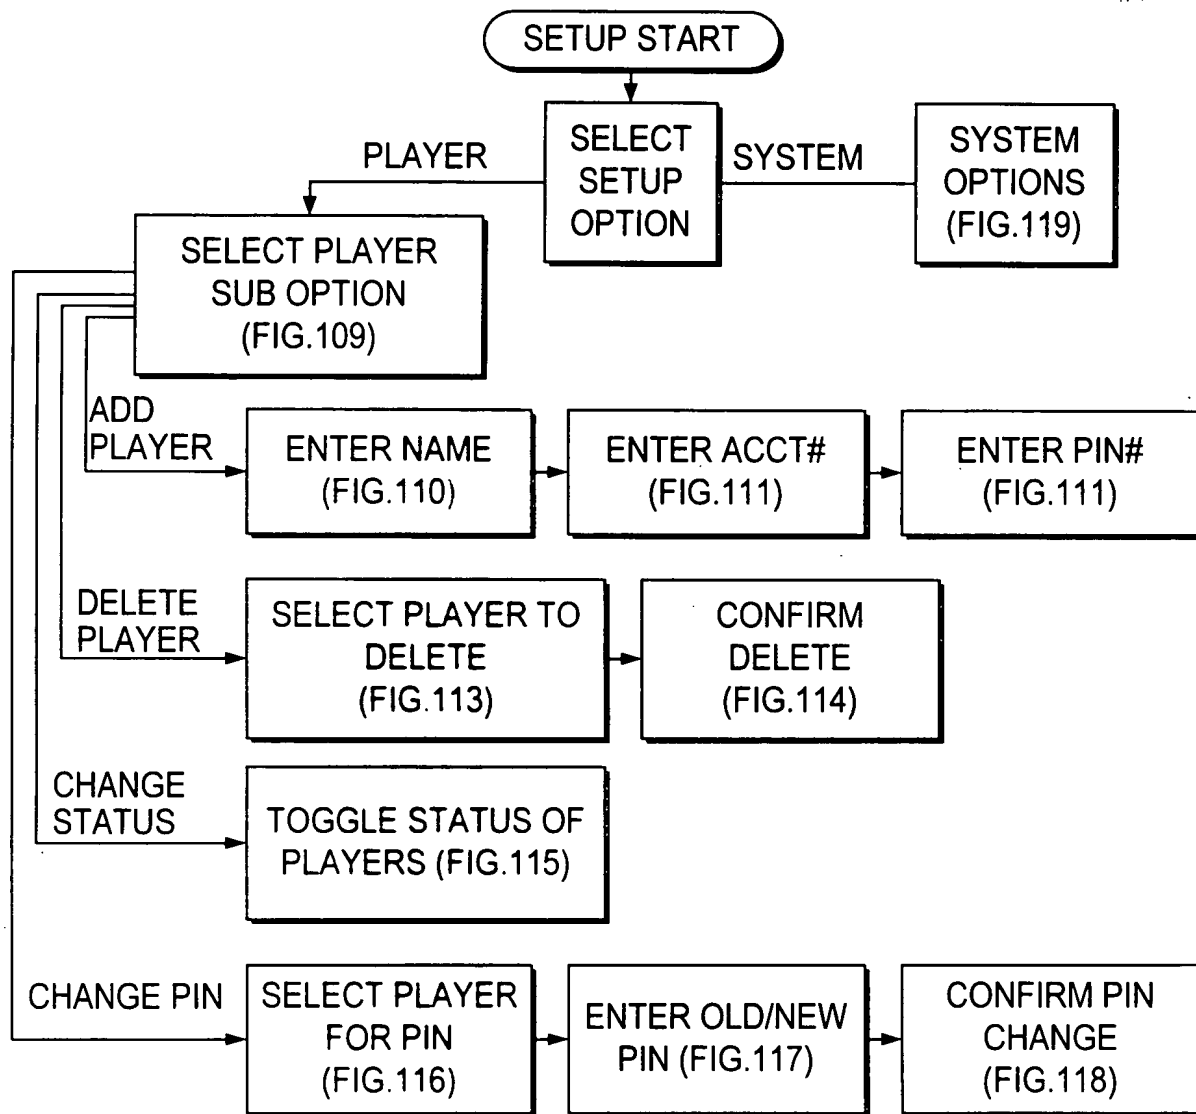 SETUP START
SELECT
SETUP
OPTION
PLAYER
SYSTEM
SYSTEM
OPTIONS
(FIG.119)
SELECT PLAYER
SUB OPTION
(FIG.109)
ADD
PLAYER
ENTER NAME
(FIG.110)
ENTER ACCT#
(FIG.111)
ENTER PIN#
(FIG.111)
DELETE
PLAYER
SELECT PLAYER TO
DELETE
(FIG.113)
CONFIRM
DELETE
(FIG.114)
CHANGE
STATUS
TOGGLE STATUS OF
PLAYERS (FIG.115)
CHANGE PIN
SELECT PLAYER
FOR PIN
(FIG.116)
ENTER OLD/NEW
PIN (FIG.117)
CONFIRM PIN
CHANGE
(FIG.118)